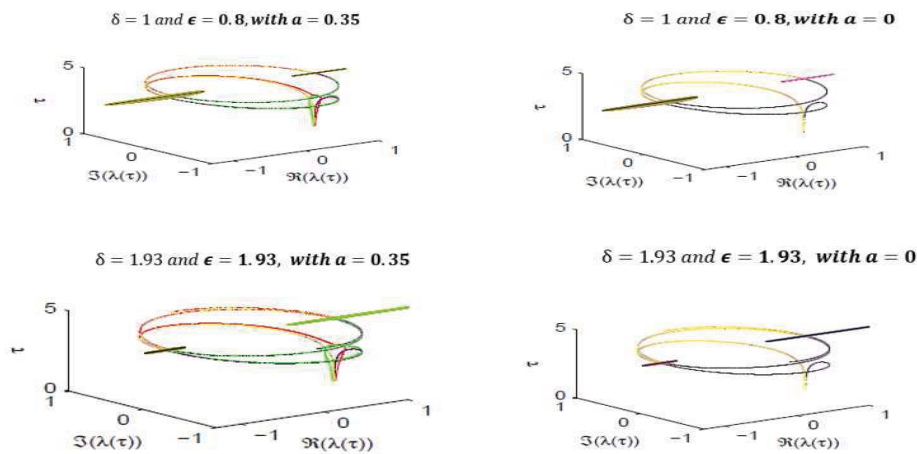 δ = 1 and ϵ = 0.8, with a = 0.35
δ = 1 and ϵ = 0.8, with a = 0
5
τ
0
1
0
−1
ℑ(λ(τ))
−1
0
1
ℜ(λ(τ))
5
τ
0
1
0
−1
ℑ(λ(τ))
−1
0
1
ℜ(λ(τ))
δ = 1.93 and ϵ = 1.93, with a = 0.35
δ = 1.93 and ϵ = 1.93, with a = 0
5
τ
0
1
0
−1
ℑ(λ(τ))
−1
0
1
ℜ(λ(τ))
5
τ
0
1
0
−1
ℑ(λ(τ))
−1
0
1
ℜ(λ(τ))